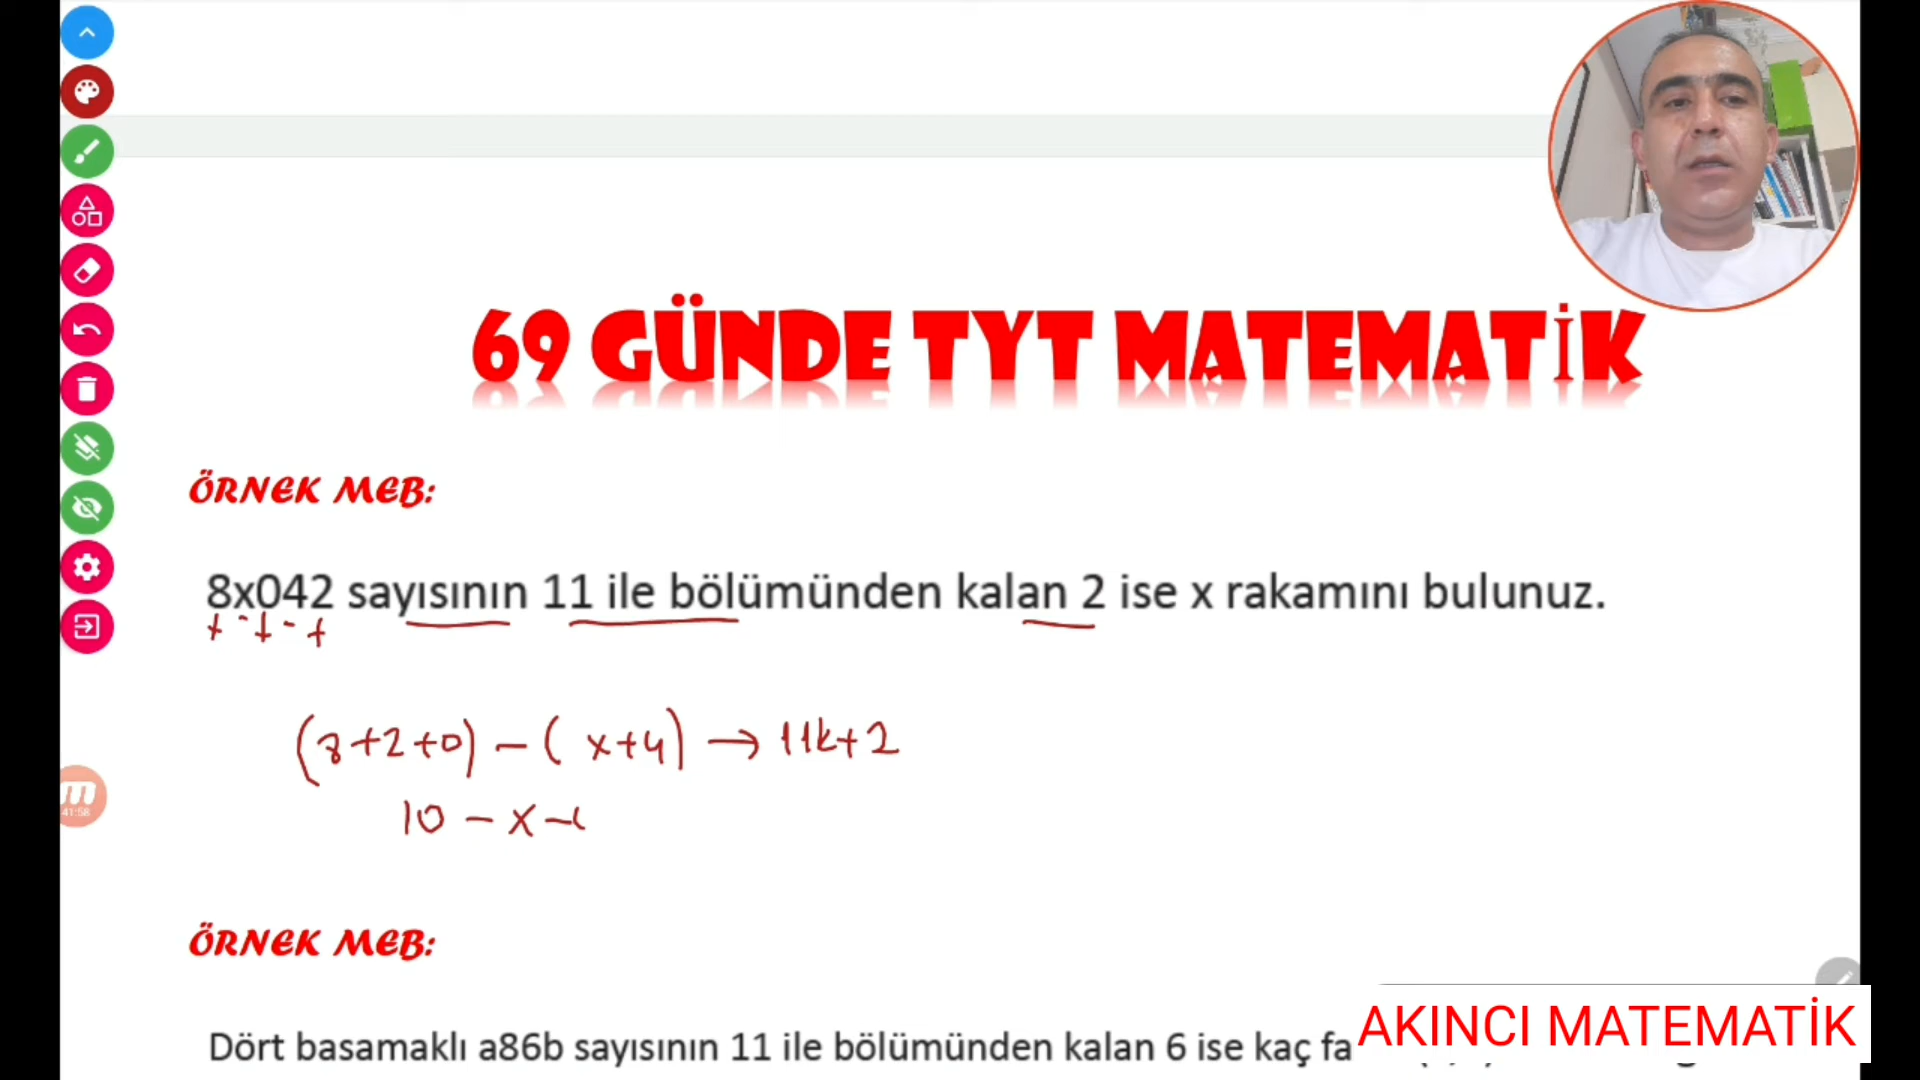 69 GÜNDE TYT MATEMATİK
ÖRNEK MEB:
8x042 sayısının 11 ile bölümünden kalan 2 ise x rakamını bulunuz.
+ - + - +
(8+2+0) - ( x+4) → 11k+2
10 - x -
m
41:58
ÖRNEK MEB:
Dört basamaklı a86b sayısının 11 ile bölümünden kalan 6 ise kaç
AKINCI MATEMATİK